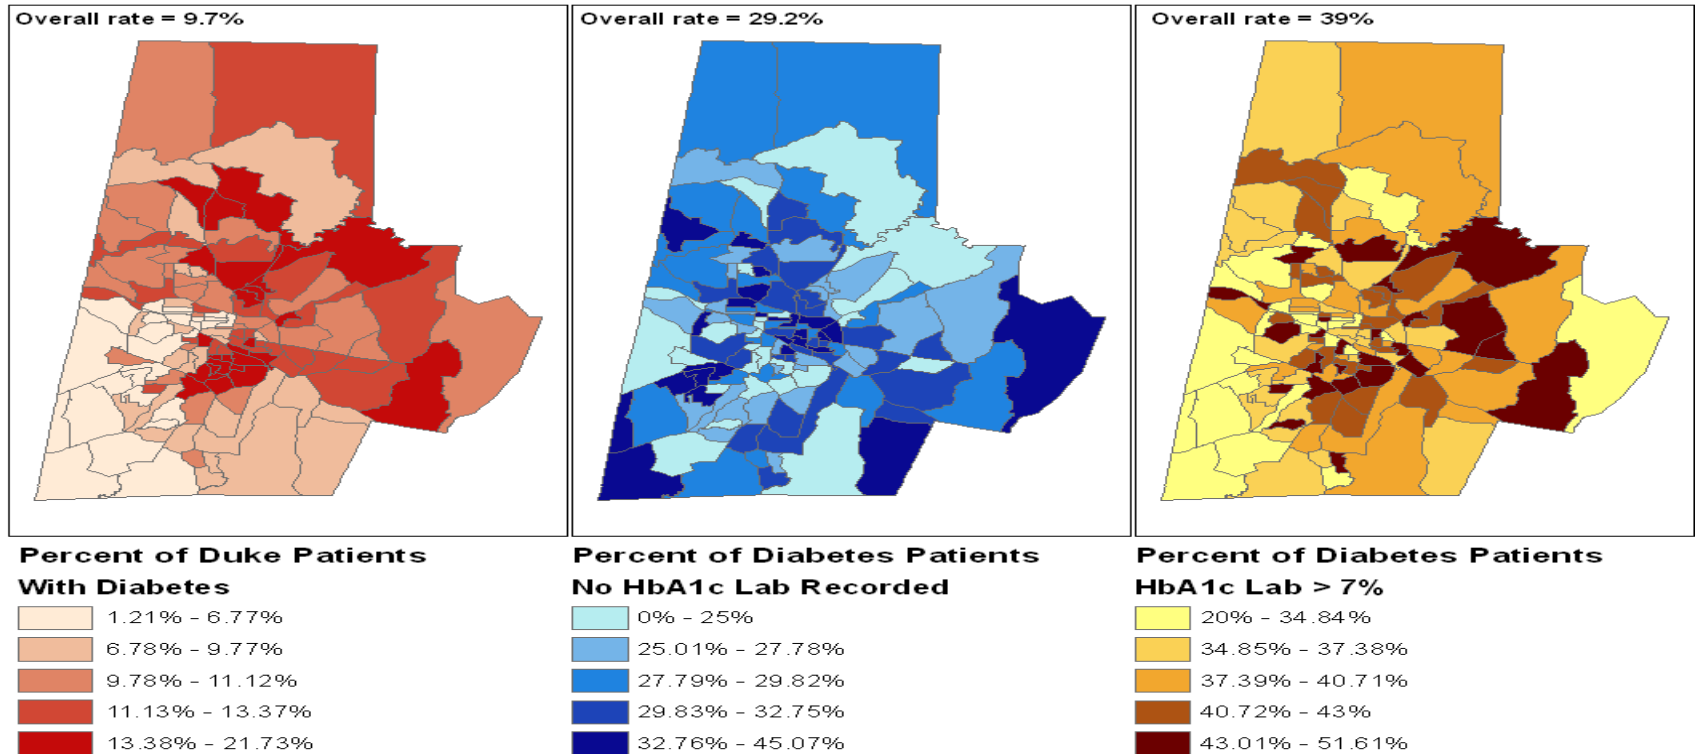 Overall rate = 9.7%
Overall rate = 29.2%
Overall rate = 39%
Percent of Duke Patients
With Diabetes
1.21% - 6.77%
6.78% - 9.77%
9.78% - 11.12%
11.13% - 13.37%
13.38% - 21.73%
Percent of Diabetes Patients
No HbA1c Lab Recorded
0% - 25%
25.01% - 27.78%
27.79% - 29.82%
29.83% - 32.75%
32.76% - 45.07%
Percent of Diabetes Patients
HbA1c Lab > 7%
20% - 34.84%
34.85% - 37.38%
37.39% - 40.71%
40.72% - 43%
43.01% - 51.61%